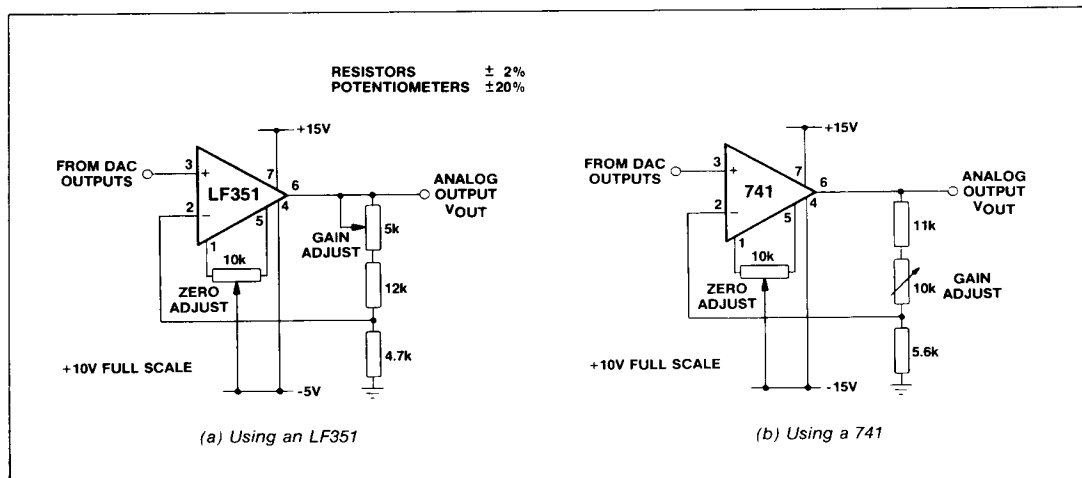 RESISTORS ± 2%
POTENTIOMETERS ±20%
+15V
FROM DAC
OUTPUTS
3
+
7
LF351
6
ANALOG
OUTPUT
VOUT
2
−
4
5
1
5k
GAIN
ADJUST
10k
ZERO
ADJUST
12k
4.7k
+10V FULL SCALE
-5V
(a) Using an LF351
+15V
FROM DAC
OUTPUTS
3
+
7
741
6
ANALOG
OUTPUT
VOUT
2
−
4
5
1
11k
10k
ZERO
ADJUST
10k
GAIN
ADJUST
5.6k
+10V FULL SCALE
-15V
(b) Using a 741